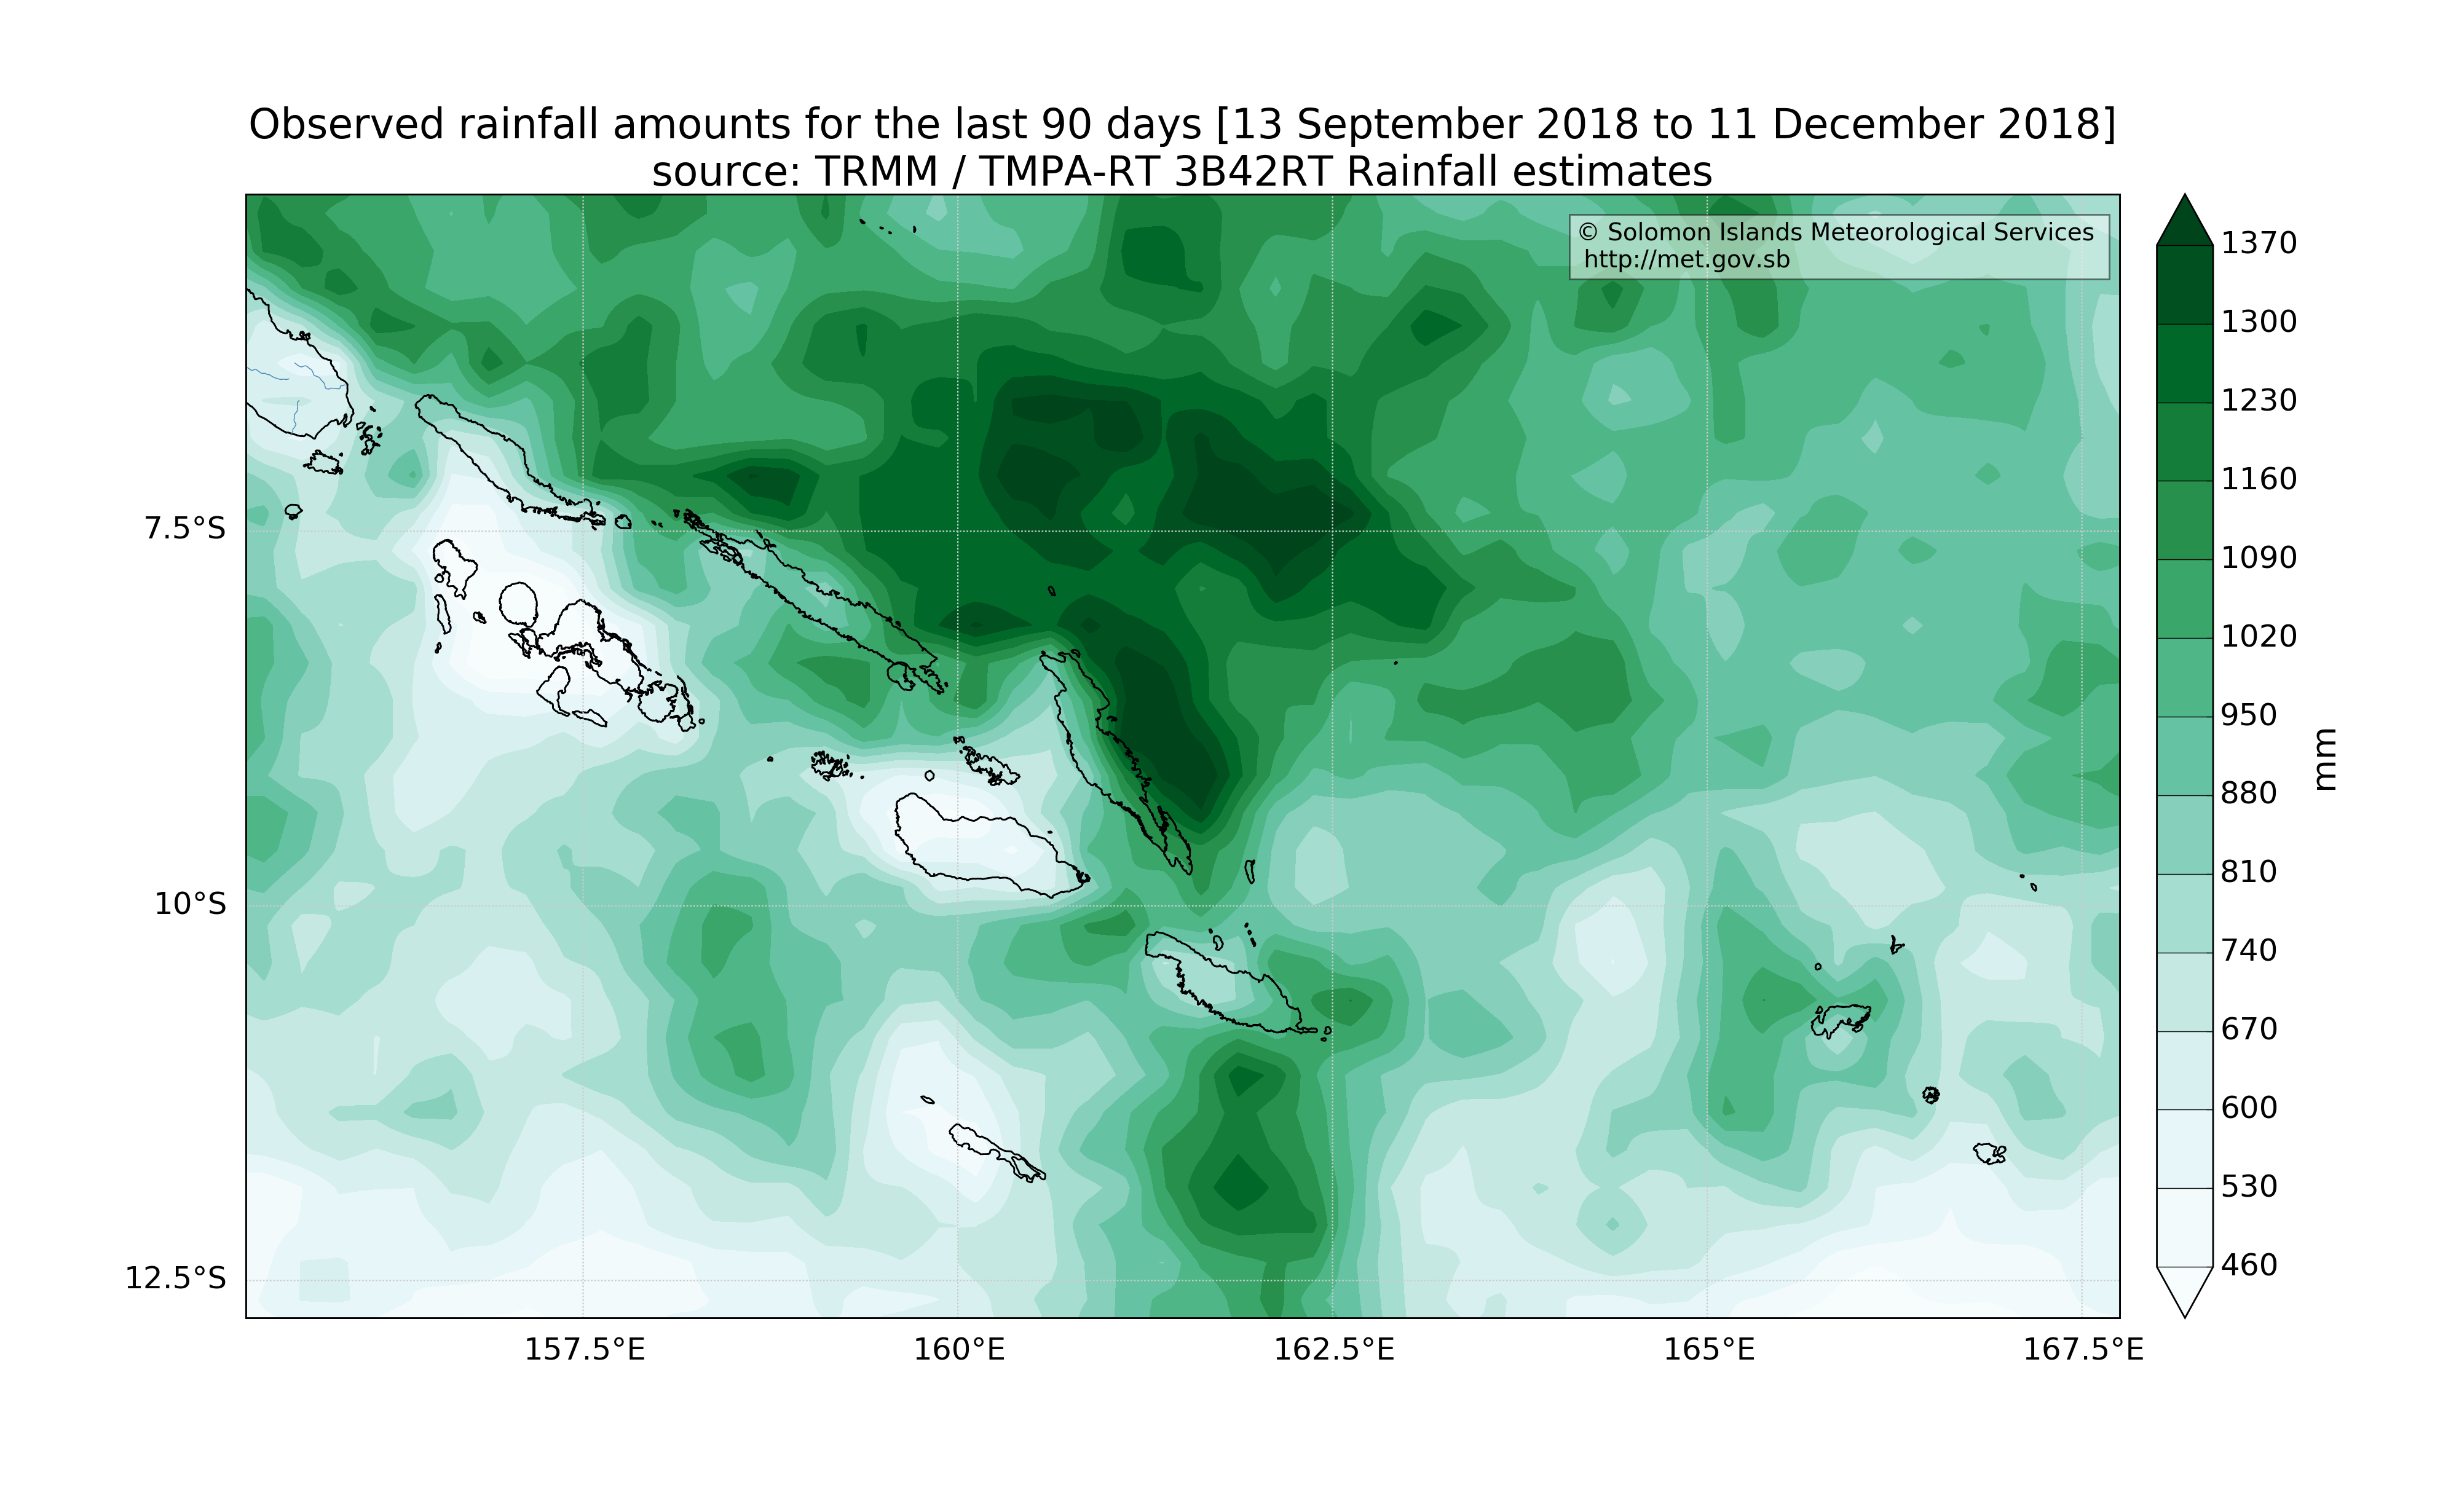 Observed rainfall amounts for the last 90 days [13 September 2018 to 11 December 2018]
source: TRMM / TMPA-RT 3B42RT Rainfall estimates
© Solomon Islands Meteorological Services
http://met.gov.sb
1370
1300
1230
1160
1090
1020
950
880
810
740
670
600
530
460
mm
7.5°S
10°S
12.5°S
157.5°E
160°E
162.5°E
165°E
167.5°E